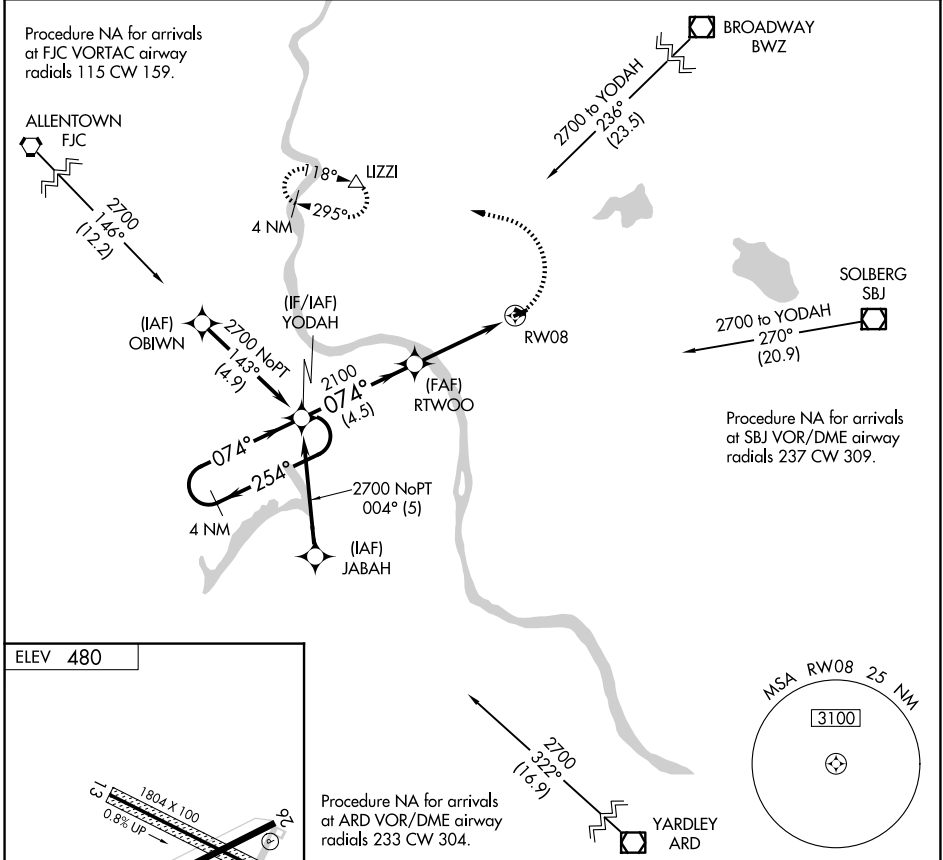 Procedure NA for arrivals
at FJC VORTAC airway
radials 115 CW 159.
BROADWAY
BWZ
2700 to YODAH
236°
(23.5)
ALLENTOWN
FJC
2700
146°
(12.2)
118°
LIZZI
295°
4 NM
SOLBERG
SBJ
2700 to YODAH
270°
(20.9)
(IAF)
OBIWN
2700 NoPT
143°
(4.9)
(IF/IAF)
YODAH
RW08
2100
074°
(4.5)
(FAF)
RTWOO
Procedure NA for arrivals
at SBJ VOR/DME airway
radials 237 CW 309.
074°
254°
4 NM
2700 NoPT
004° (5)
(IAF)
JABAH
ELEV 480
MSA RW08 25 NM
3100
2700
322°
(16.9)
13
1804 X 100
0.8% UP
26
P
Procedure NA for arrivals
at ARD VOR/DME airway
radials 233 CW 304.
YARDLEY
ARD